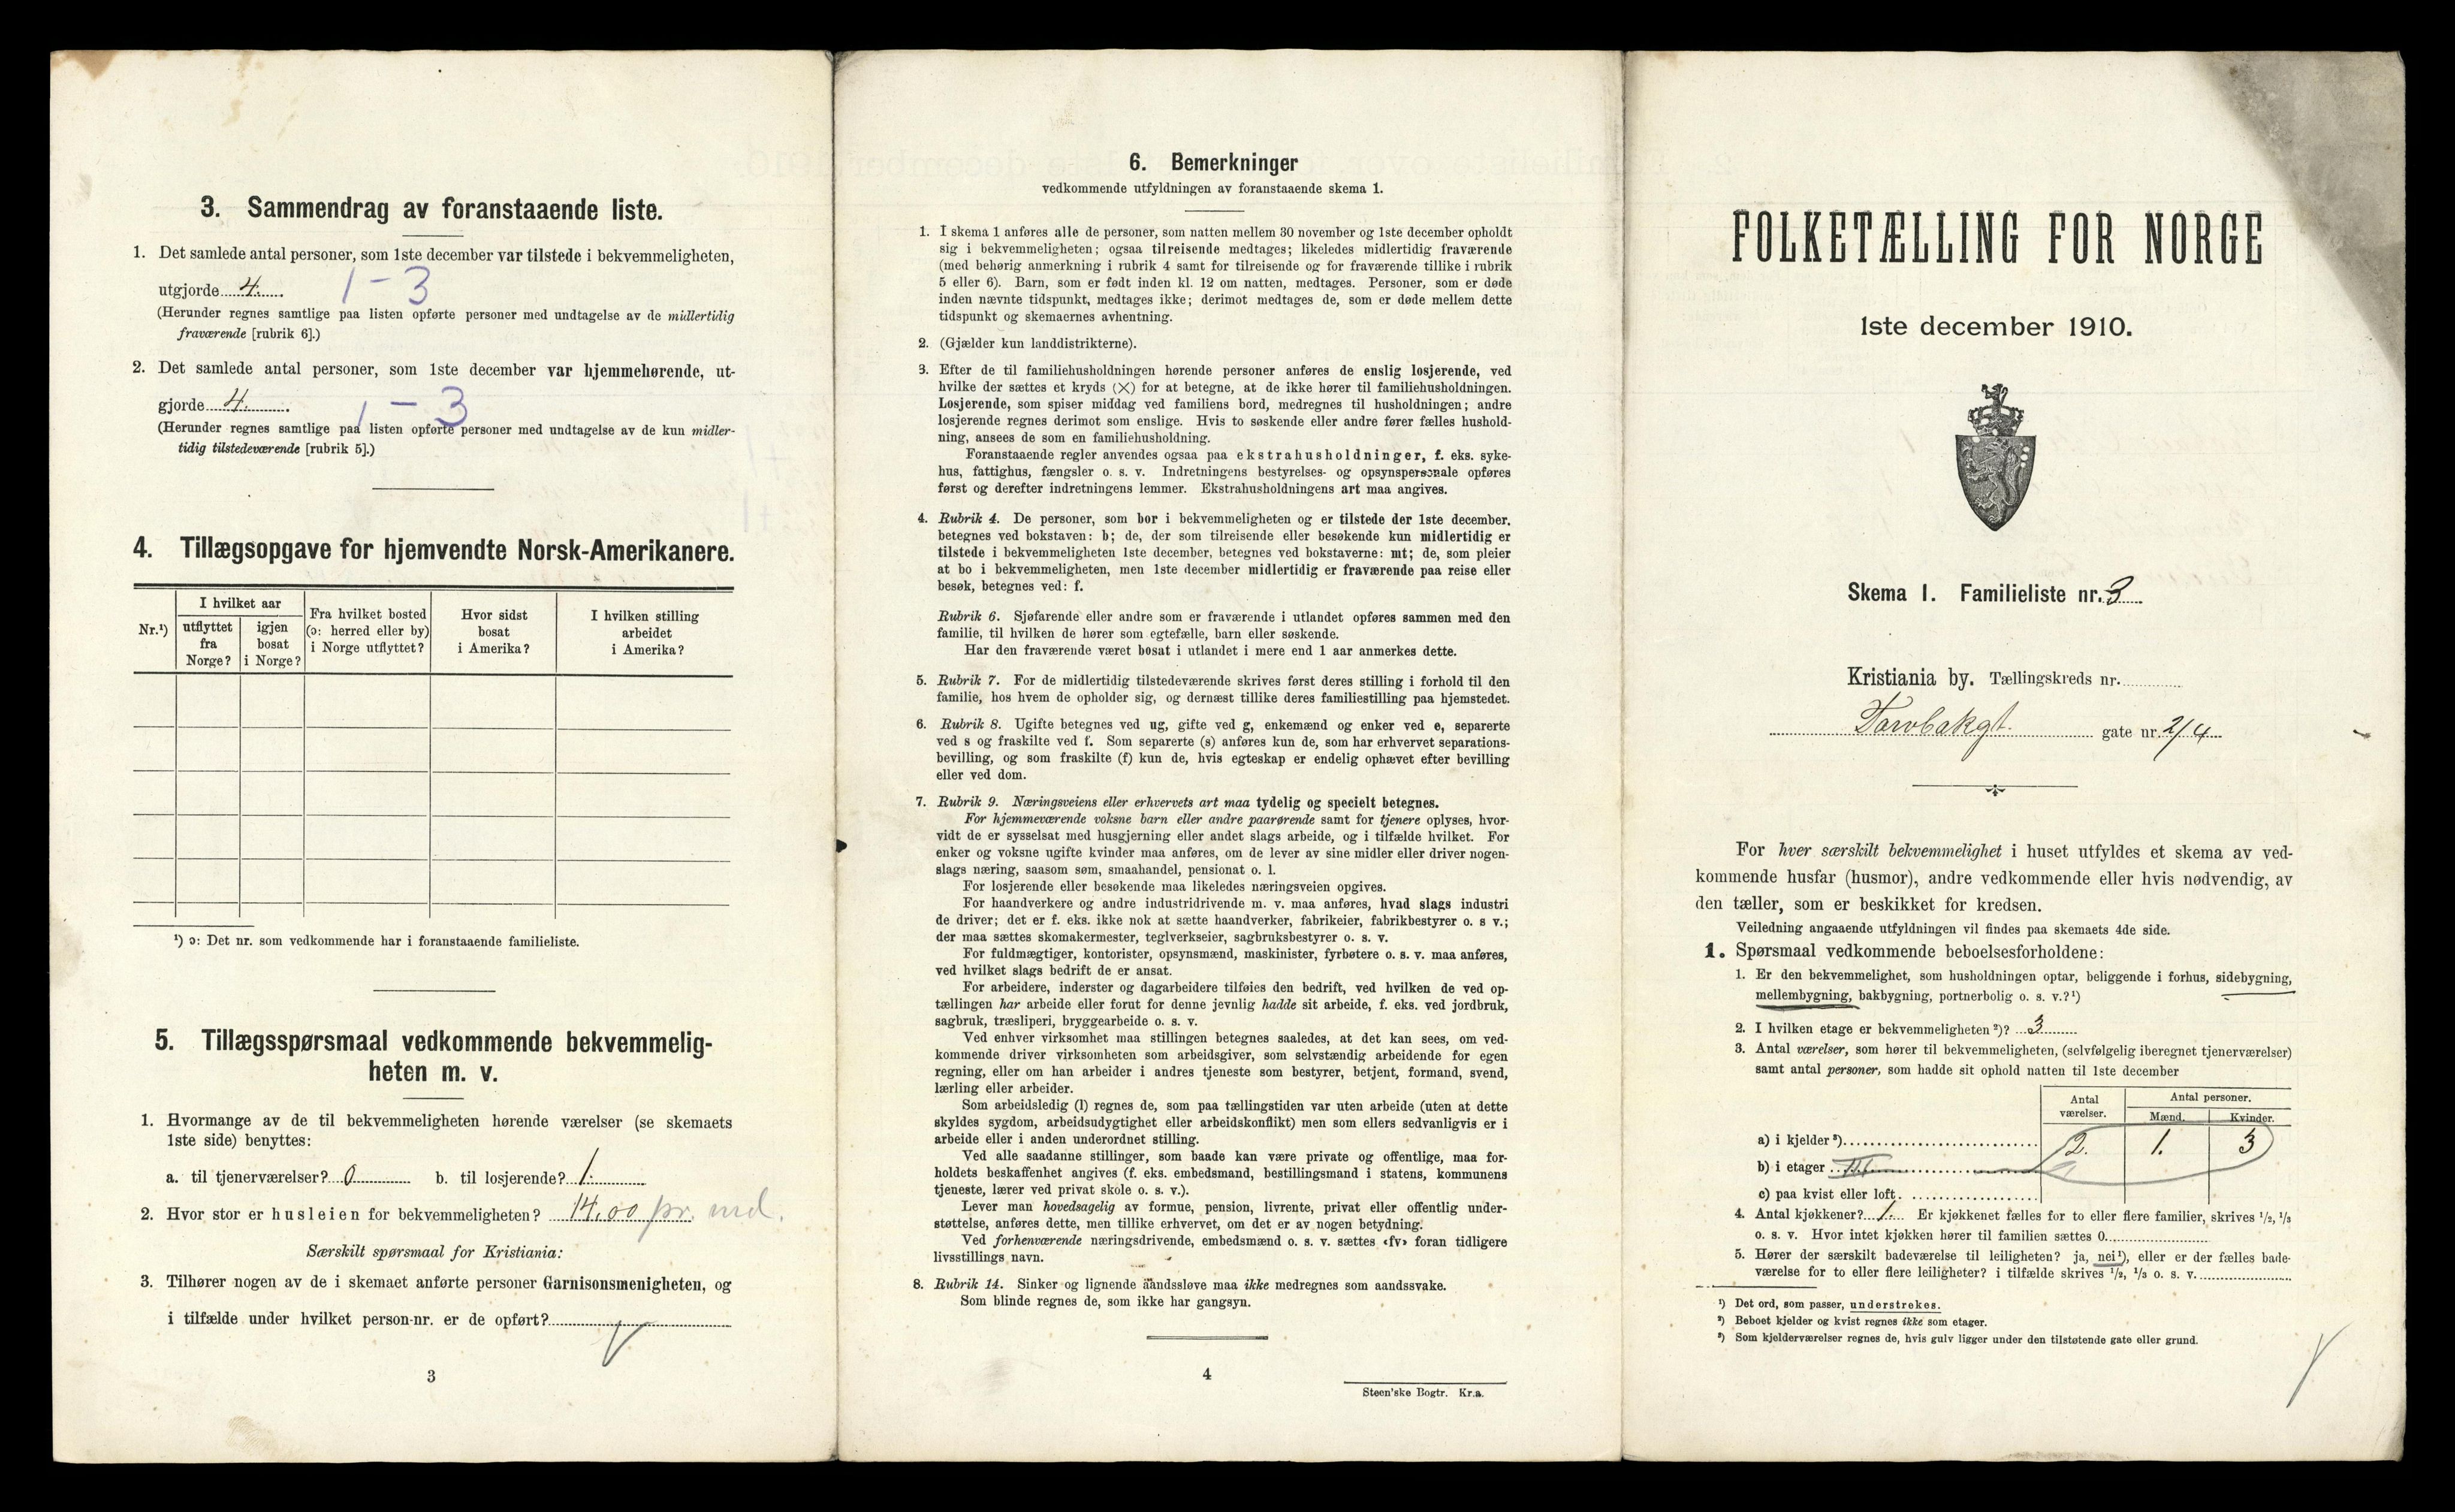 3. Sammendrag av foranstaaende liste.
1. Det samlede antal personer, som 1ste december var tilstede i bekvemmeligheten,
utgjorde 4. 1 - 3
(Herunder regnes samtlige paa listen opførte personer med undtagelse av de midlertidig
fraværende [rubrik 6].)
2. Det samlede antal personer, som 1ste december var hjemmehørende, ut-
gjorde 4. 1 - 3
(Herunder regnes samtlige paa listen opførte personer med undtagelse av de kun midler-
tidig tilstedeværende [rubrik 5].)
4. Tillægsopgave for hjemvendte Norsk-Amerikanere.
Nr.¹)
I hvilket aar
utflyttet
fra
Norge?
igjen
bosat
i Norge?
Fra hvilket bosted
(ɔ: herred eller by)
i Norge utflyttet?
Hvor sidst
bosat
i Amerika?
I hvilken stilling
arbeidet
i Amerika?
¹) ɔ: Det nr. som vedkommende har i foranstaaende familieliste.
5. Tillægsspørsmaal vedkommende bekvemmelig-
heten m. v.
1. Hvormange av de til bekvemmeligheten hørende værelser (se skemaets
1ste side) benyttes:
a. til tjenerværelser? 0 b. til losjerende? 1.
2. Hvor stor er husleien for bekvemmeligheten? 14,00 pr. md.
Særskilt spørsmaal for Kristiania:
3. Tilhører nogen av de i skemaet anførte personer Garnisonsmenigheten, og
i tilfælde under hvilket person-nr. er de opført?
3
6. Bemerkninger
vedkommende utfyldningen av foranstaaende skema 1.
1. I skema 1 anføres alle de personer, som natten mellem 30 november og 1ste december opholdt
sig i bekvemmeligheten; ogsaa tilreisende medtages; likeledes midlertidig fraværende
(med behørig anmerkning i rubrik 4 samt for tilreisende og for fraværende tillike i rubrik
5 eller 6). Barn, som er født inden kl. 12 om natten, medtages. Personer, som er døde
inden nævnte tidspunkt, medtages ikke; derimot medtages de, som er døde mellem dette
tidspunkt og skemaernes avhentning.
2. (Gjælder kun landdistrikterne).
3. Efter de til familiehusholdningen hørende personer anføres de enslig losjerende, ved
hvilke der sættes et kryds (×) for at betegne, at de ikke hører til familiehusholdningen.
Losjerende, som spiser middag ved familiens bord, medregnes til husholdningen; andre
losjerende regnes derimot som enslige. Hvis to søskende eller andre fører fælles hushold-
ning, ansees de som en familiehusholdning.
Foranstaaende regler anvendes ogsaa paa ekstrahusholdninger, f. eks. syke-
hus, fattighus, fængsler o. s. v. Indretningens bestyrelses- og opsynspersonale opføres
først og derefter indretningens lemmer. Ekstrahusholdningens art maa angives.
4. Rubrik 4. De personer, som bor i bekvemmeligheten og er tilstede der 1ste december,
betegnes ved bokstaven: b; de, der som tilreisende eller besøkende kun midlertidig er
tilstede i bekvemmeligheten 1ste december, betegnes ved bokstaverne: mt; de, som pleier
at bo i bekvemmeligheten, men 1ste december midlertidig er fraværende paa reise eller
besøk, betegnes ved: f.
Rubrik 6. Sjøfarende eller andre som er fraværende i utlandet opføres sammen med den
familie, til hvilken de hører som egtefælle, barn eller søskende.
Har den fraværende været bosat i utlandet i mere end 1 aar anmerkes dette.
5. Rubrik 7. For de midlertidig tilstedeværende skrives først deres stilling i forhold til den
familie, hos hvem de opholder sig, og dernæst tillike deres familiestilling paa hjemstedet.
6. Rubrik 8. Ugifte betegnes ved ug, gifte ved g, enkemænd og enker ved e, separerte
ved s og fraskilte ved f. Som separerte (s) anføres kun de, som har erhvervet separations-
bevilling, og som fraskilte (f) kun de, hvis egteskap er endelig ophævet efter bevilling
eller ved dom.
7. Rubrik 9. Næringsveiens eller erhvervets art maa tydelig og specielt betegnes.
For hjemmeværende voksne barn eller andre paarørende samt for tjenere oplyses, hvor-
vidt de er sysselsat med husgjerning eller andet slags arbeide, og i tilfælde hvilket. For
enker og voksne ugifte kvinder maa anføres, om de lever av sine midler eller driver nogen-
slags næring, saasom søm, smaahandel, pensionat o. l.
For losjerende eller besøkende maa likeledes næringsveien opgives.
For haandverkere og andre industridrivende m. v. maa anføres, hvad slags industri
de driver; det er f. eks. ikke nok at sætte haandverker, fabrikeier, fabrikbestyrer o. s v.;
der maa sættes skomakermester, teglverkseier, sagbruksbestyrer o. s. v.
For fuldmægtiger, kontorister, opsynsmænd, maskinister, fyrbøtere o. s. v. maa anføres,
ved hvilket slags bedrift de er ansat.
For arbeidere, inderster og dagarbeidere tilføies den bedrift, ved hvilken de ved op-
tællingen har arbeide eller forut for denne jevnlig hadde sit arbeide, f. eks. ved jordbruk,
sagbruk, træsliperi, bryggearbeide o. s. v.
Ved enhver virksomhet maa stillingen betegnes saaledes, at det kan sees, om ved-
kommende driver virksomheten som arbeidsgiver, som selvstændig arbeidende for egen
regning, eller om han arbeider i andres tjeneste som bestyrer, betjent, formand, svend,
lærling eller arbeider.
Som arbeidsledig (l) regnes de, som paa tællingstiden var uten arbeide (uten at dette
skyldes sygdom, arbeidsudygtighet eller arbeidskonflikt) men som ellers sedvanligvis er i
arbeide eller i anden underordnet stilling.
Ved alle saadanne stillinger, som baade kan være private og offentlige, maa for-
holdets beskaffenhet angives (f. eks. embedsmand, bestillingsmand i statens, kommunens
tjeneste, lærer ved privat skole o. s. v.).
Lever man hovedsagelig av formue, pension, livrente, privat eller offentlig under-
støttelse, anføres dette, men tillike erhvervet, om det er av nogen betydning.
Ved forhenværende næringsdrivende, embedsmænd o. s. v. sættes «fv» foran tidligere
livsstillings navn.
8. Rubrik 14. Sinker og lignende aandssløve maa ikke medregnes som aandssvake.
Som blinde regnes de, som ikke har gangsyn.
4
Steen'ske Bogtr. Kr.a.
FOLKETÆLLING FOR NORGE
1ste december 1910.
Skema 1. Familieliste nr. 3
Kristiania by. Tællingskreds nr.
gate nr. 2/4
For hver særskilt bekvemmelighet i huset utfyldes et skema av ved-
kommende husfar (husmor), andre vedkommende eller hvis nødvendig, av
den tæller, som er beskikket for kredsen.
Veiledning angaaende utfyldningen vil findes paa skemaets 4de side.
1. Spørsmaal vedkommende beboelsesforholdene:
1. Er den bekvemmelighet, som husholdningen optar, beliggende i forhus, sidebygning,
mellembygning, bakbygning, portnerbolig o. s. v.?¹)
2. I hvilken etage er bekvemmeligheten²)? 3
3. Antal værelser, som hører til bekvemmeligheten, (selvfølgelig iberegnet tjenerværelser)
samt antal personer, som hadde sit ophold natten til 1ste december
Antal
værelser.
Antal personer.
Mænd. Kvinder.
a) i kjelder³) 2. 1. 3
b) i etager
c) paa kvist eller loft.
4. Antal kjøkkener? 1. Er kjøkkenet fælles for to eller flere familier, skrives 1/2, 1/3
o. s. v. Hvor intet kjøkken hører til familien sættes 0.
5. Hører der særskilt badeværelse til leiligheten? ja, nei¹), eller er der fælles bade-
værelse for to eller flere leiligheter? i tilfælde skrives 1/2, 1/3 o. s. v.
¹) Det ord, som passer, understrekes.
²) Beboet kjelder og kvist regnes ikke som etager.
³) Som kjelderværelser regnes de, hvis gulv ligger under den tilstøtende gate eller grund.